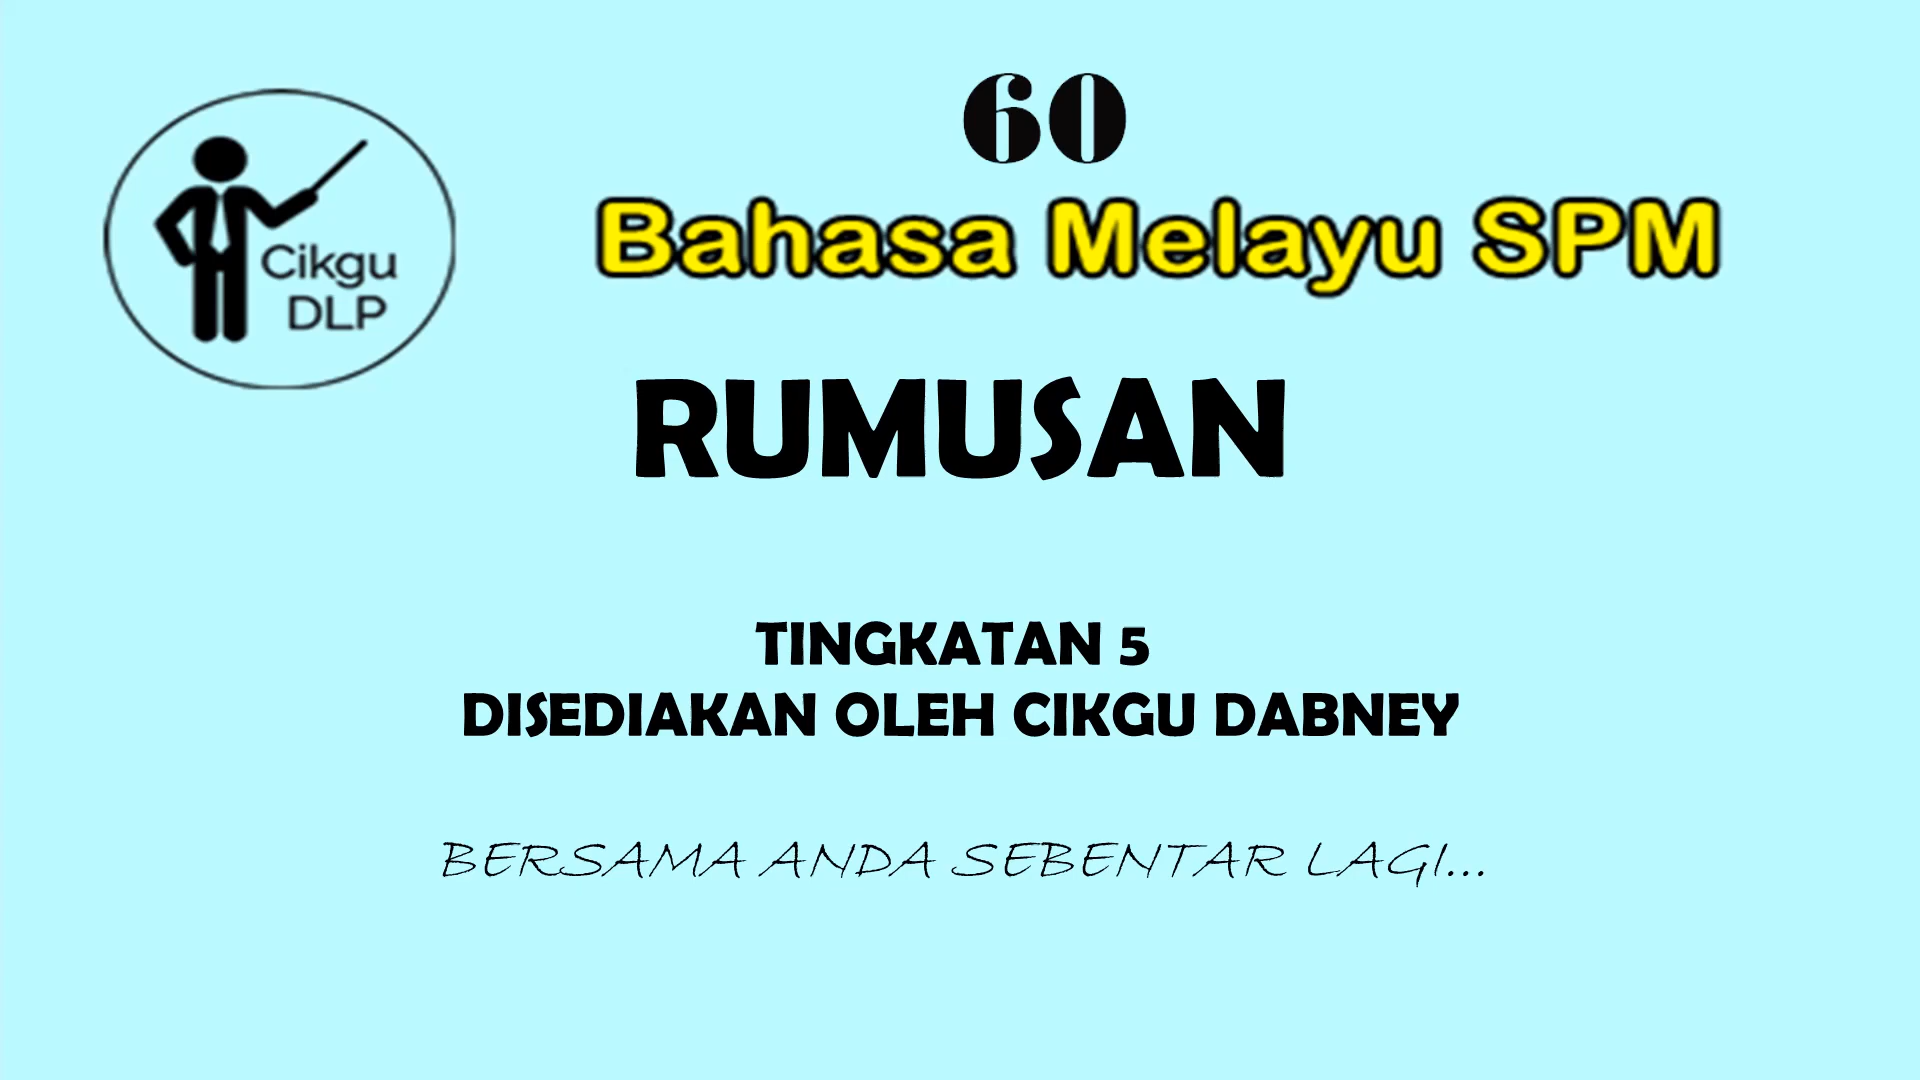 60
Bahasa Melayu SPM
Cikgu
DLP
RUMUSAN
TINGKATAN 5
DISEDIAKAN OLEH CIKGU DABNEY
BERSAMA ANDA SEBENTAR LAGI...